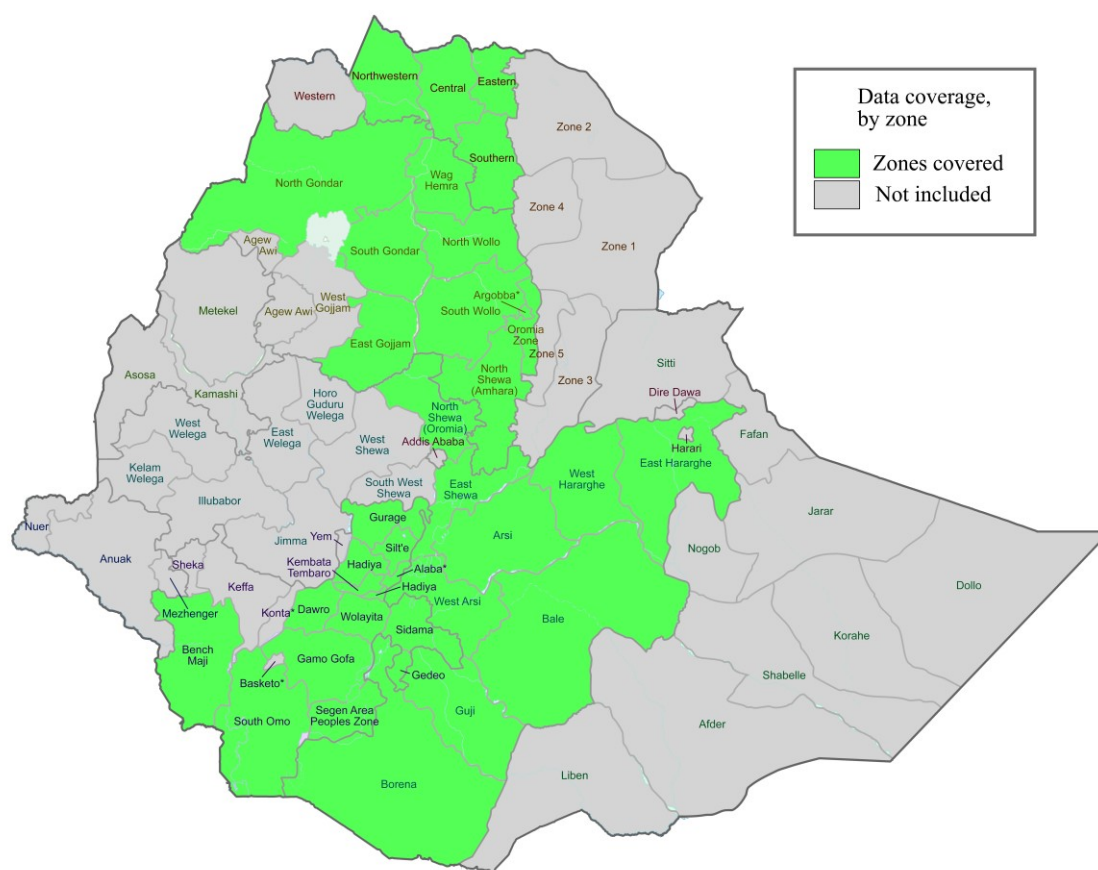 Data coverage,
by zone
Zones covered
Not included
Northwestern
Central
Eastern
Western
Zone 2
Southern
North Gondar
Wag
Hemra
Zone 4
Agew
Awi
South Gondar
North Wollo
Zone 1
Metekel
Agew Awi
West
Gojjam
Argobba*
South Wollo
East Gojjam
Oromia
Zone
Zone 5
Sitti
Asosa
Kamashi
Horo
Guduru
Welega
North
Shewa
(Amhara)
Zone 3
Dire Dawa
West
Welega
East
Welega
West
Shewa
North
Shewa
(Oromia)
Addis Ababa
Harari
East Hararghe
Fafan
Kelam
Welega
South West
Shewa
East
Shewa
West
Hararghe
Illubabor
Jarar
Nuer
Gurage
Anuak
Jimma
Yem
Silt'e
Arsi
Nogob
Sheka
Kembata
Tembaro
Hadiya
Alaba*
Hadiya
Keffa
Dollo
Mezhenger
Konta*
Dawro
Wolayita
West Arsi
Bale
Sidama
Korahe
Bench
Maji
Gamo Gofa
Gedeo
Shabelle
Basketo*
South Omo
Segen Area
Peoples Zone
Guji
Afder
Borena
Liben